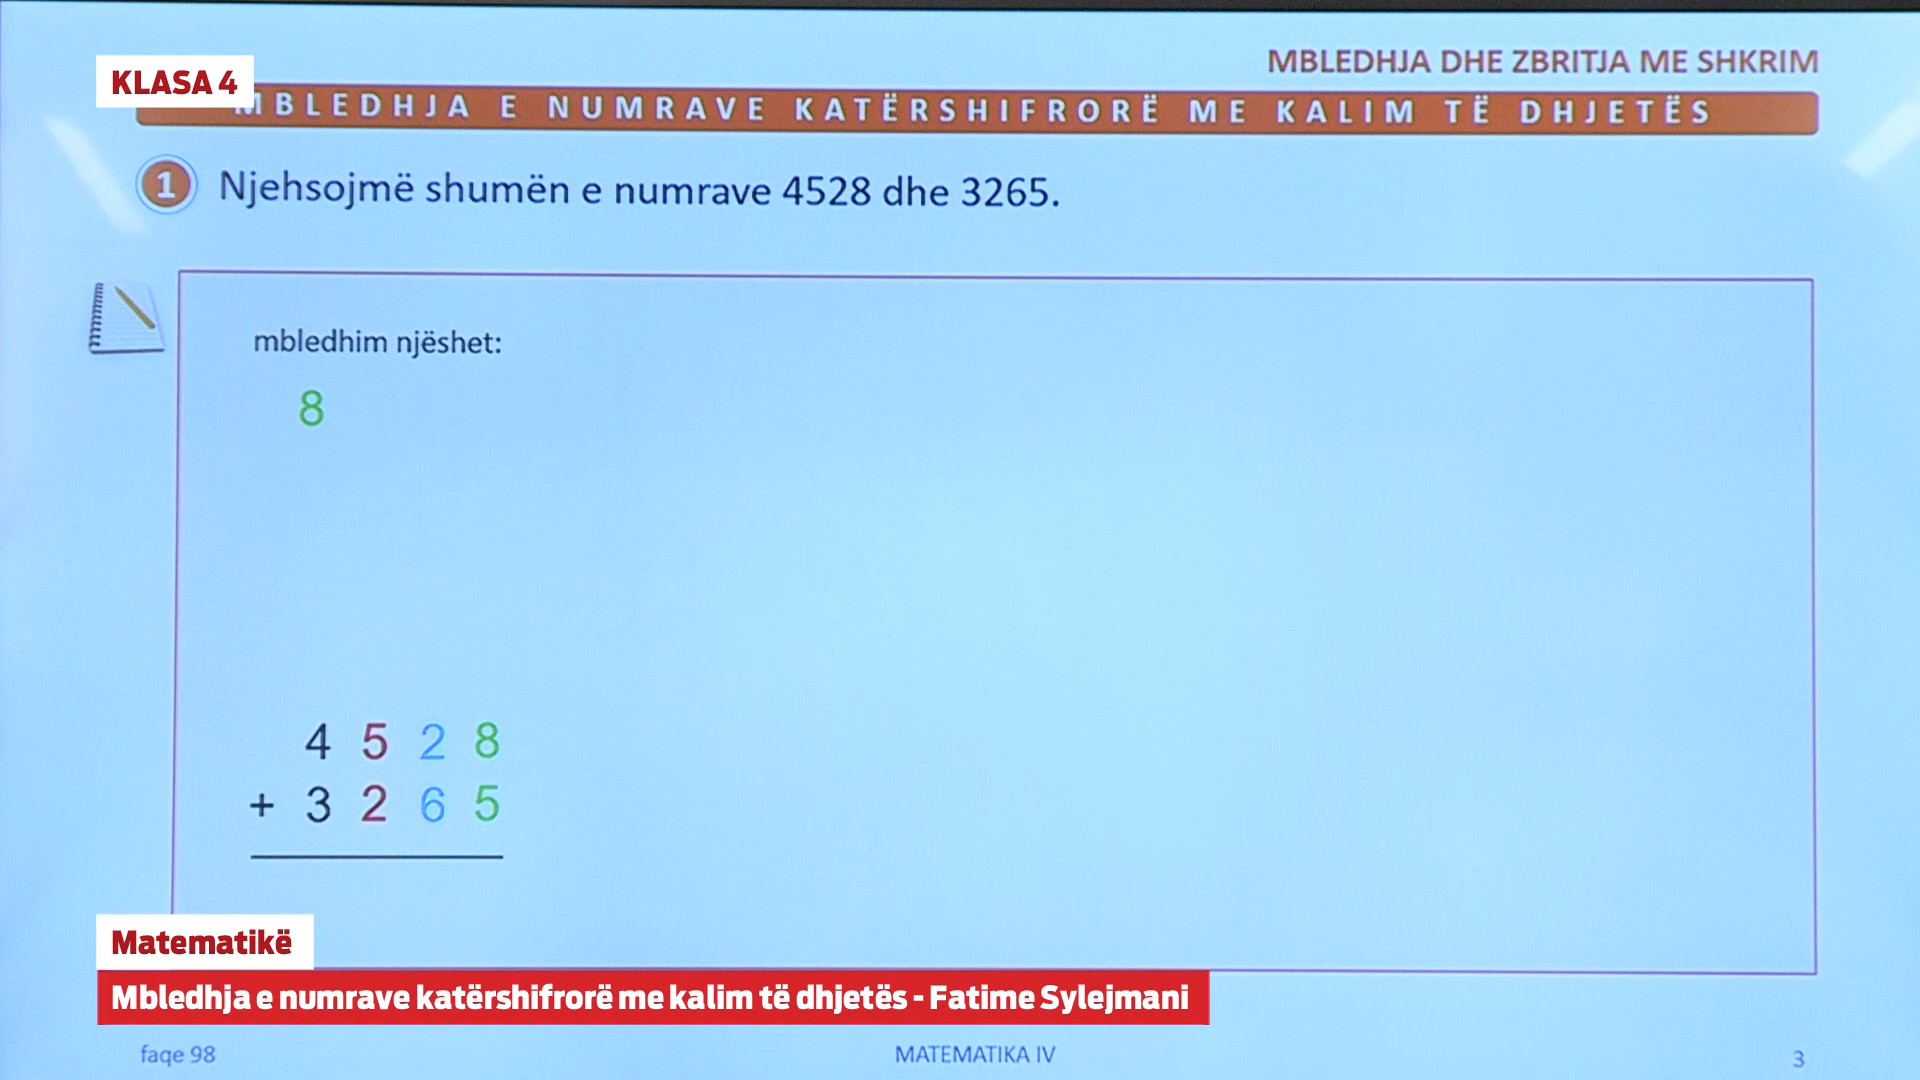 KLASA 4
MBLEDHJA DHE ZBRITJA ME SHKRIM
MBLEDHJA E NUMRAVE KATËRSHIFRORË ME KALIM TË DHJETËS
1 Njehsojmë shumën e numrave 4528 dhe 3265.
mbledhim njëshet:
8
4 5 2 8
+ 3 2 6 5
Matematikë
Mbledhja e numrave katërshifrorë me kalim të dhjetës - Fatime Sylejmani
faqe 98 MATEMATIKA IV 3